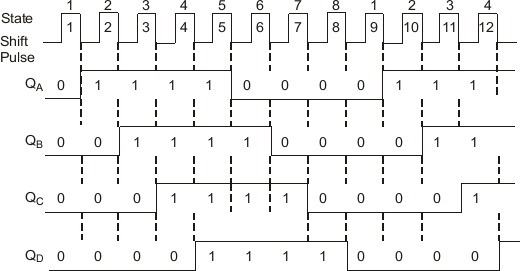 1 2 3 4 5 6 7 8 1 2 3 4
State 1 2 3 4 5 6 7 8 9 10 11 12
Shift
Pulse
QA 0 1 1 1 1 0 0 0 0 1 1 1
QB 0 0 1 1 1 1 0 0 0 0 1 1
QC 0 0 0 1 1 1 1 0 0 0 0 1
QD 0 0 0 0 1 1 1 1 0 0 0 0